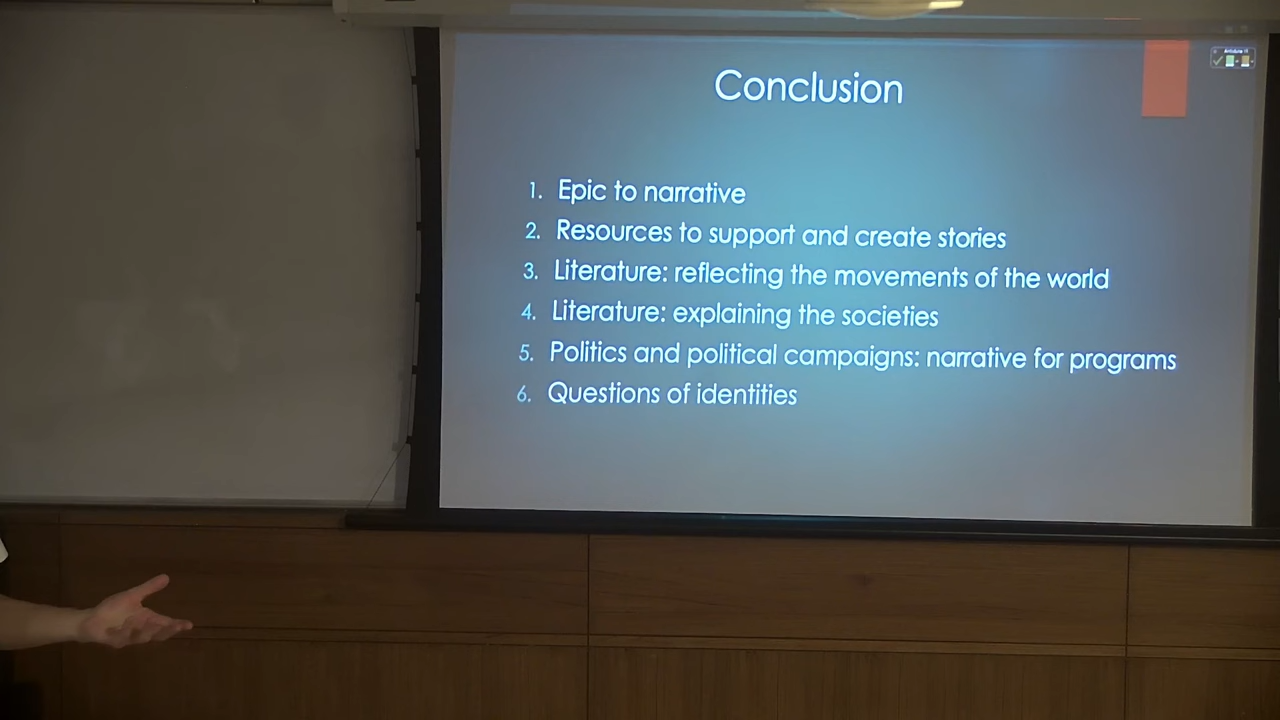 Conclusion
1. Epic to narrative
2. Resources to support and create stories
3. Literature: reflecting the movements of the world
4. Literature: explaining the societies
5. Politics and political campaigns: narrative for programs
6. Questions of identities